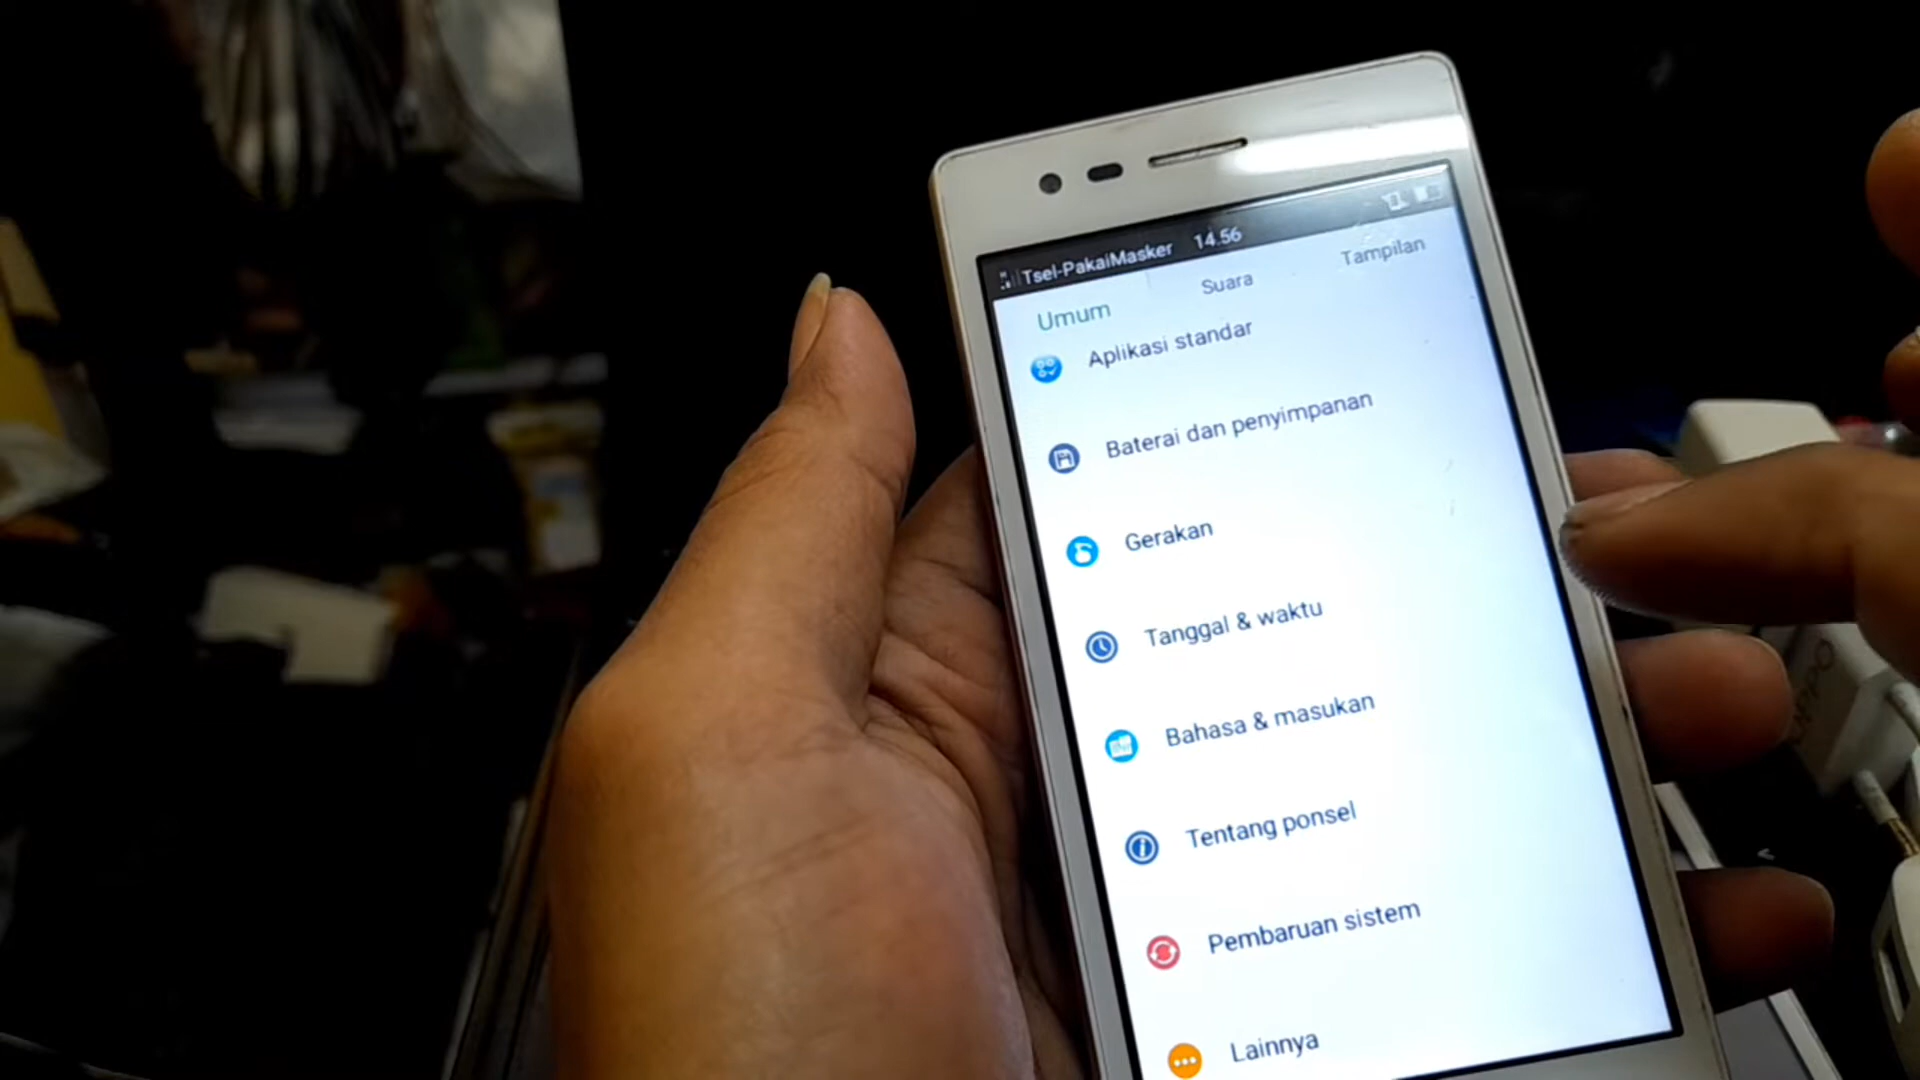 Tsel-PakaiMasker 14.56
Umum Suara Tampilan
Aplikasi standar
Baterai dan penyimpanan
Gerakan
Tanggal & waktu
Bahasa & masukan
Tentang ponsel
Pembaruan sistem
Lainnya
oppo